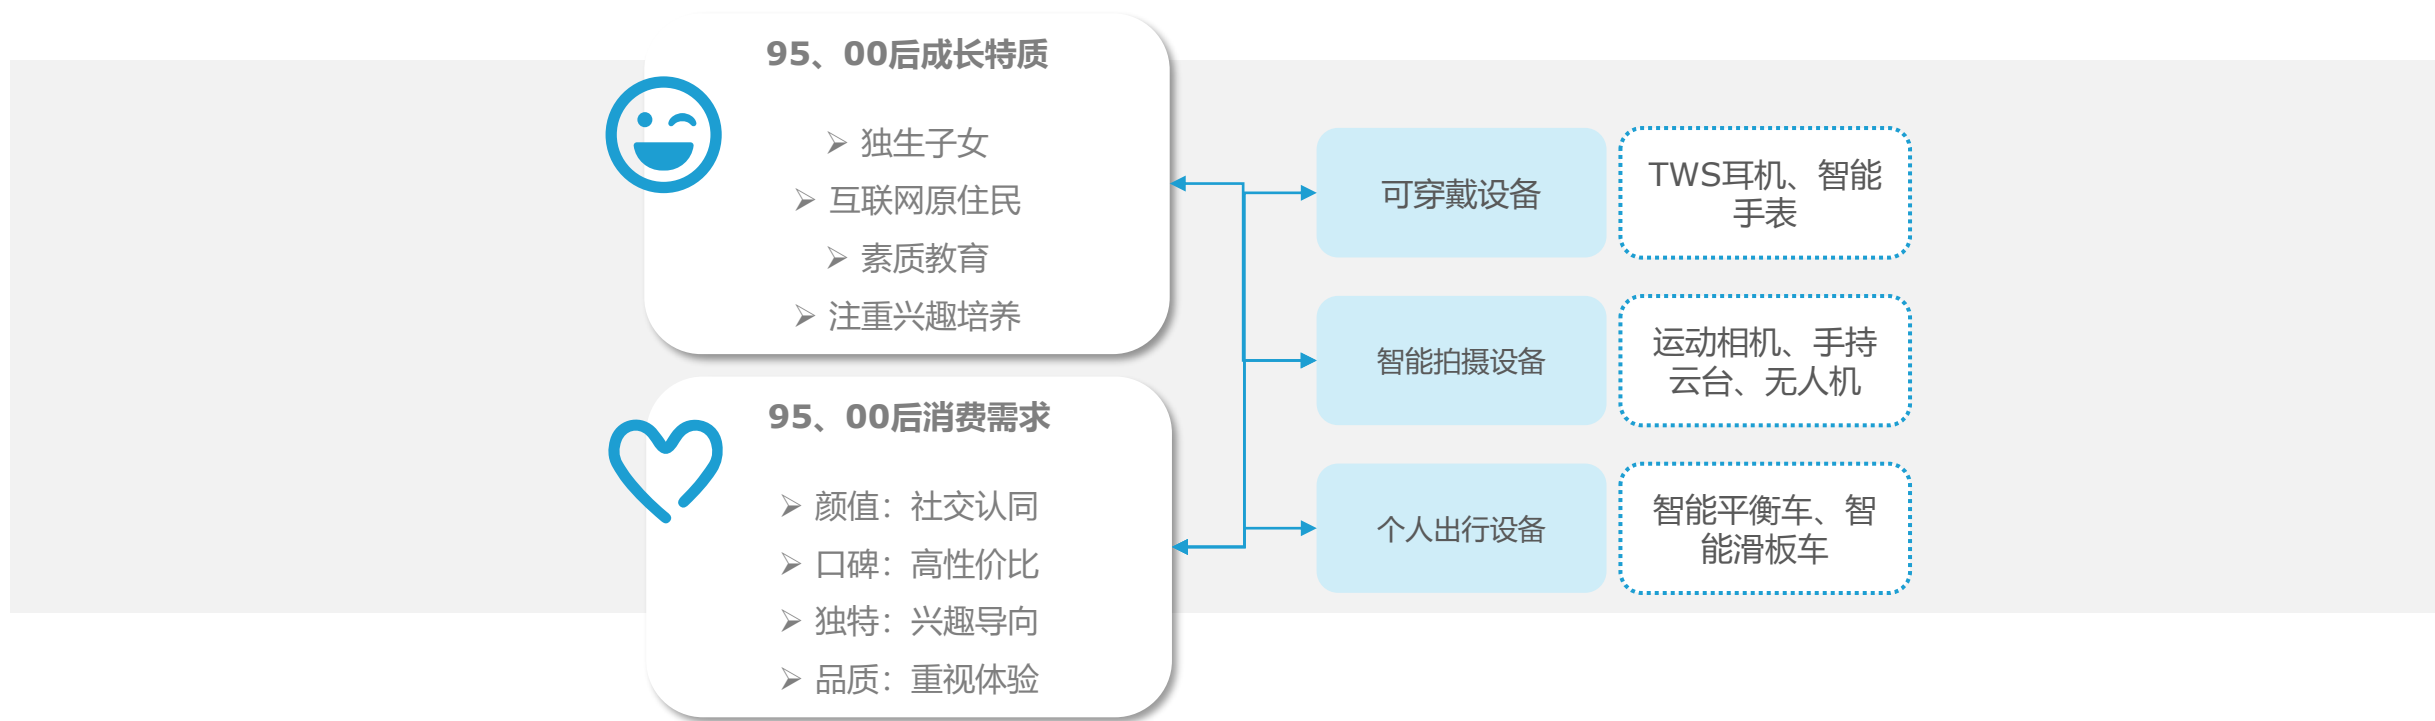 95、00后成长特质
➢ 独生子女
➢ 互联网原住民
➢ 素质教育
➢ 注重兴趣培养
95、00后消费需求
➢ 颜值：社交认同
➢ 口碑：高性价比
➢ 独特：兴趣导向
➢ 品质：重视体验
可穿戴设备
TWS耳机、智能
手表
智能拍摄设备
运动相机、手持
云台、无人机
个人出行设备
智能平衡车、智
能滑板车